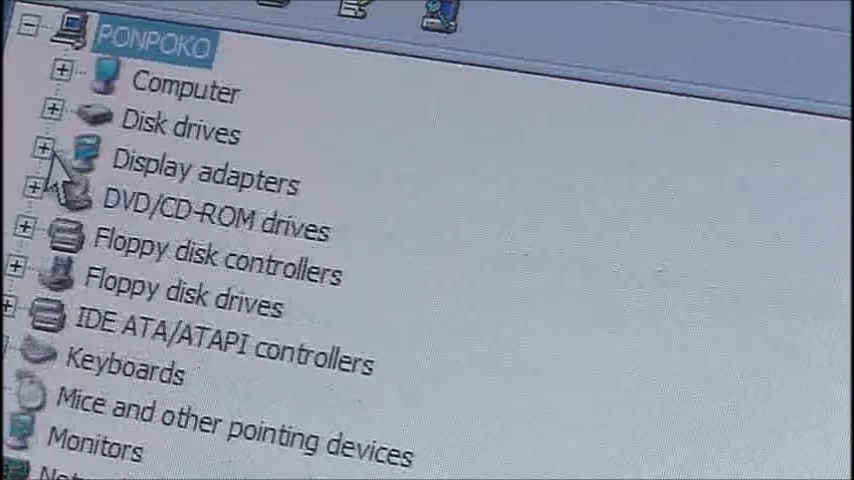 PONPOKO
Computer
Disk drives
Display adapters
DVD/CD-ROM drives
Floppy disk controllers
Floppy disk drives
IDE ATA/ATAPI controllers
Keyboards
Mice and other pointing devices
Monitors